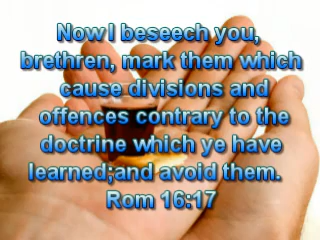 Now I beseech you,
brethren, mark them which
cause divisions and
offences contrary to the
doctrine which ye have
learned;and avoid them.
Rom 16:17